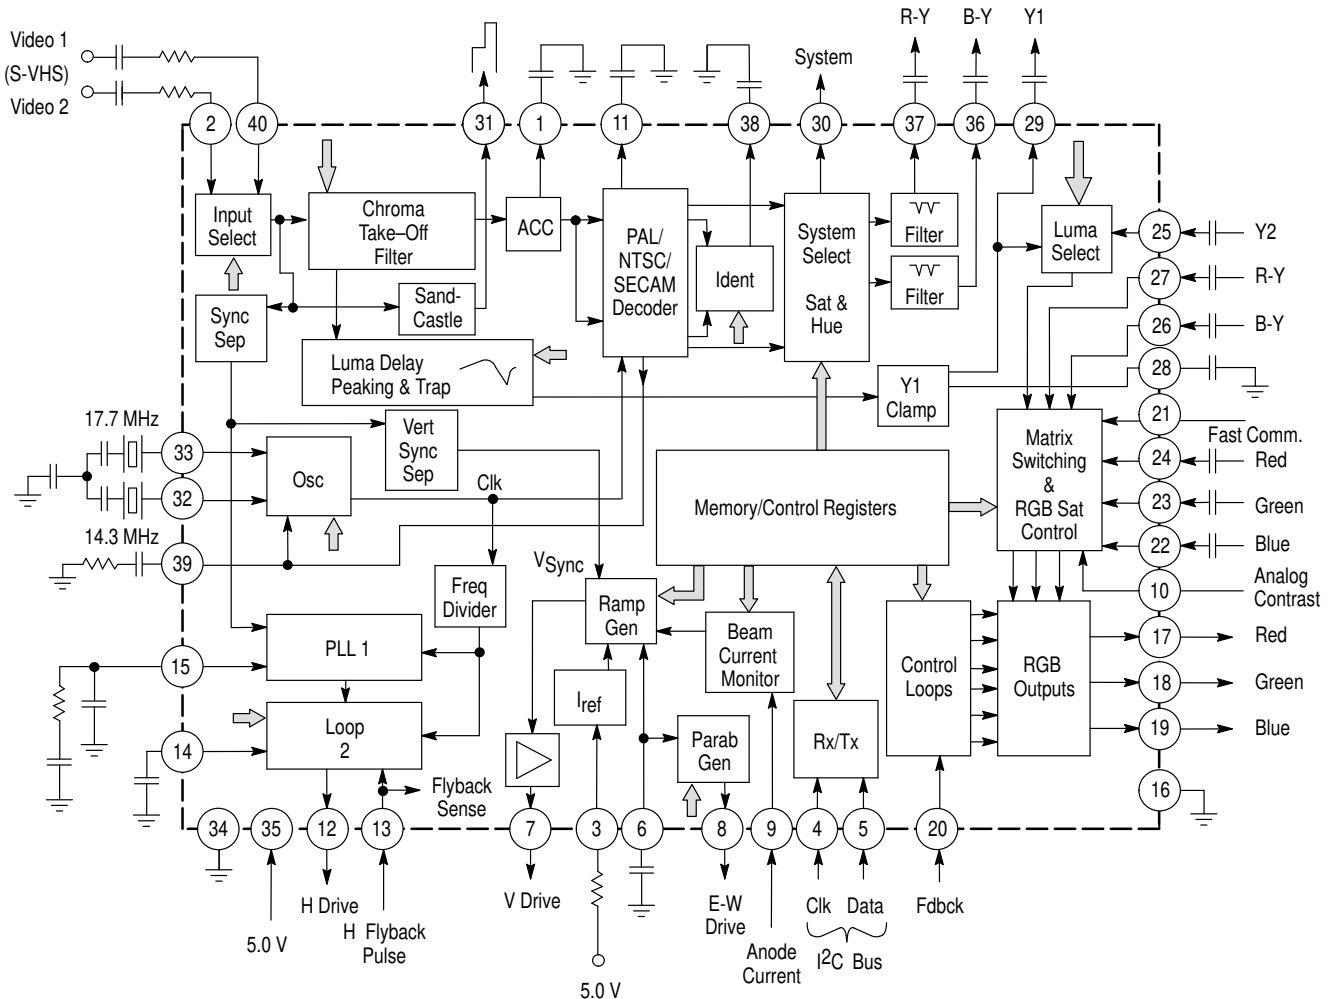 R-Y
B-Y
Y1
Video 1
(S-VHS)
Video 2
System
2
40
31
1
11
38
30
37
36
29
Input
Select
Chroma
Take–Off
Filter
ACC
PAL/
NTSC/
SECAM
Decoder
Ident
System
Select
Sat &
Hue
Filter
Filter
Luma
Select
25
Y2
27
R-Y
26
B-Y
28
Sync
Sep
Sand-
Castle
Luma Delay
Peaking & Trap
Y1
Clamp
21
Fast Comm.
17.7 MHz
33
32
14.3 MHz
39
Osc
Vert
Sync
Sep
Clk
Memory/Control Registers
Matrix
Switching
&
RGB Sat
Control
24
Red
23
Green
22
Blue
10
Analog
Contrast
VSync
Freq
Divider
Ramp
Gen
Beam
Current
Monitor
Control
Loops
RGB
Outputs
17
Red
18
Green
19
Blue
15
PLL 1
Iref
14
Loop
2
Parab
Gen
Rx/Tx
Flyback
Sense
16
34
35
12
13
7
3
6
8
9
4
5
20
H Drive
H Flyback
Pulse
5.0 V
V Drive
5.0 V
E-W
Drive
Anode
Current
Clk
Data
I2C Bus
Fdbck